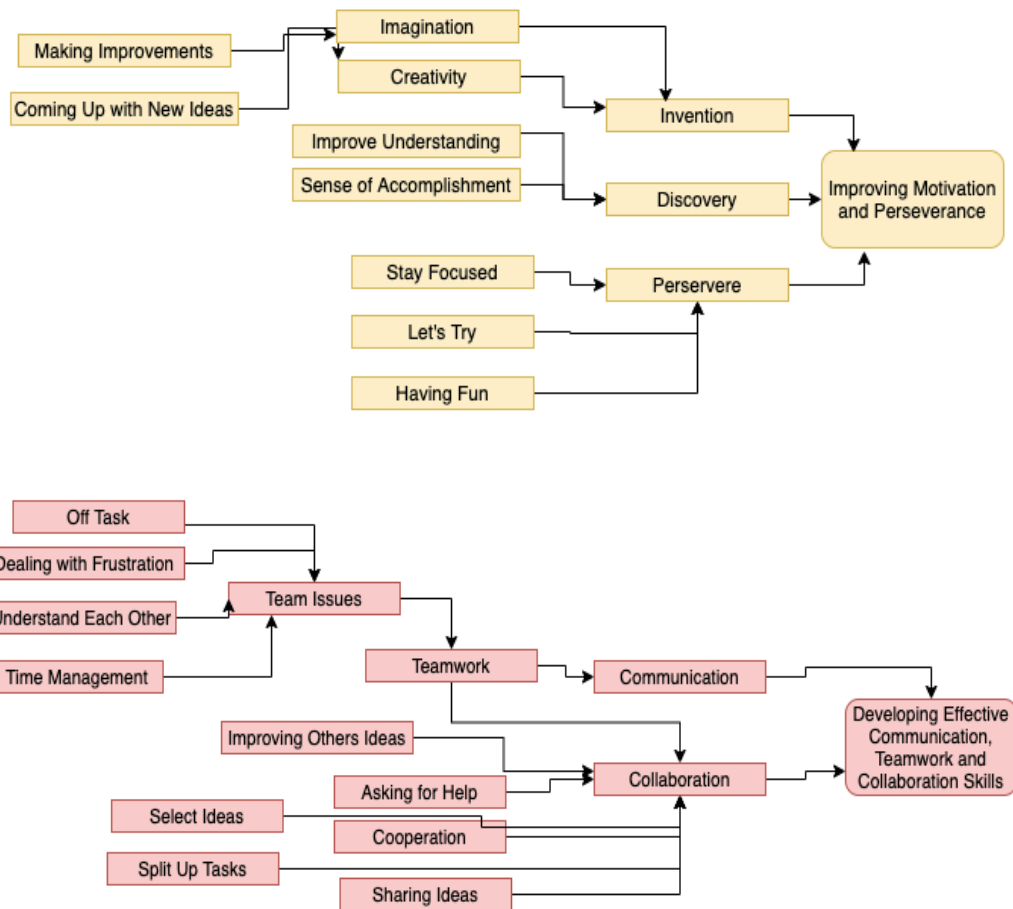 Imagination
Making Improvements
Creativity
Coming Up with New Ideas
Invention
Improve Understanding
Sense of Accomplishment
Discovery
Improving Motivation
and Perseverance
Stay Focused
Perservere
Let's Try
Having Fun
Off Task
Dealing with Frustration
Team Issues
Understand Each Other
Teamwork
Time Management
Communication
Developing Effective
Communication,
Teamwork and
Collaboration Skills
Improving Others Ideas
Collaboration
Asking for Help
Select Ideas
Cooperation
Split Up Tasks
Sharing Ideas